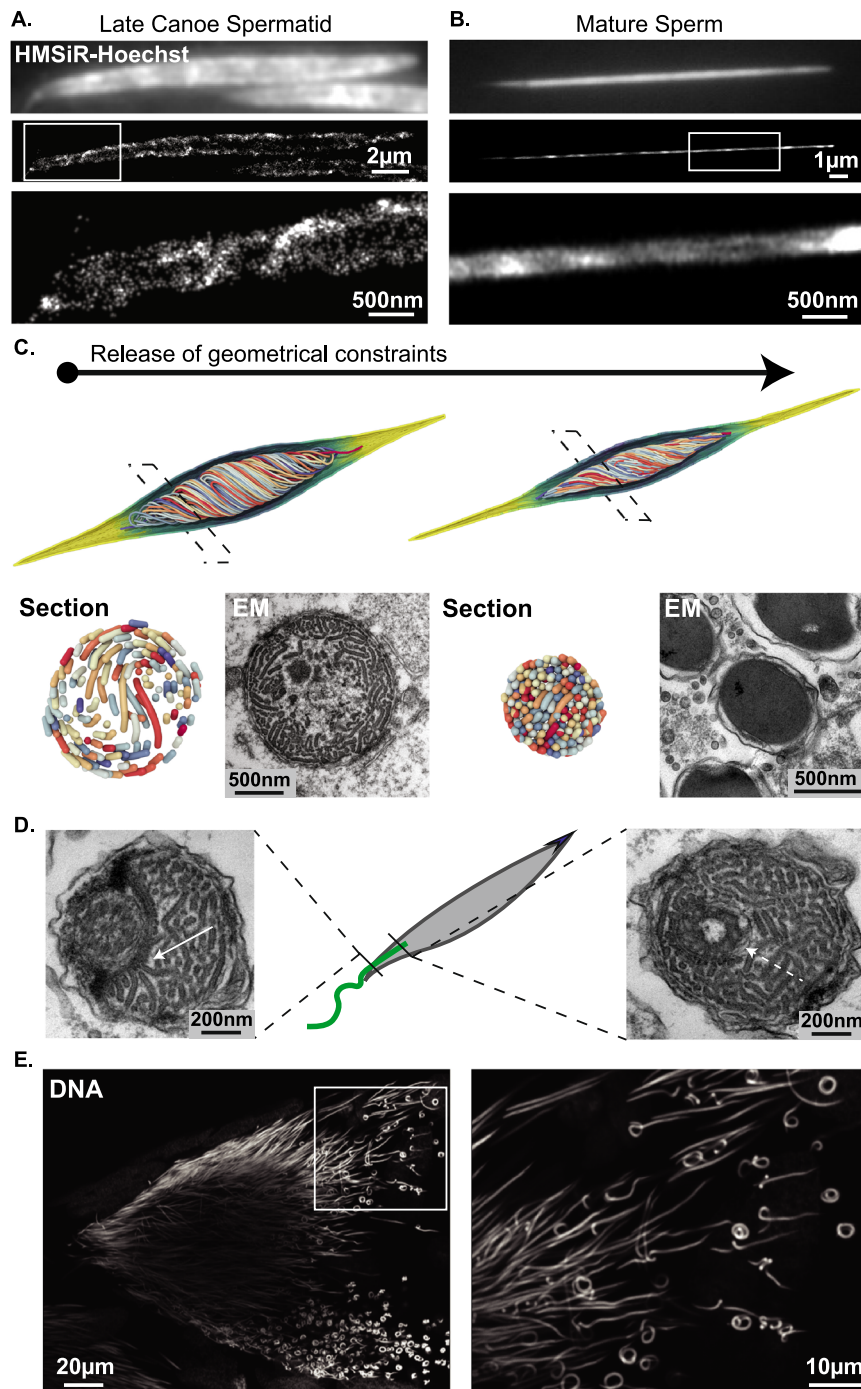 A.
Late Canoe Spermatid
HMSiR-Hoechst
2μm
500nm
B.
Mature Sperm
1μm
500nm
C.
Release of geometrical constraints
Section
EM
500nm
Section
EM
500nm
D.
200nm
200nm
E.
DNA
20μm
10μm